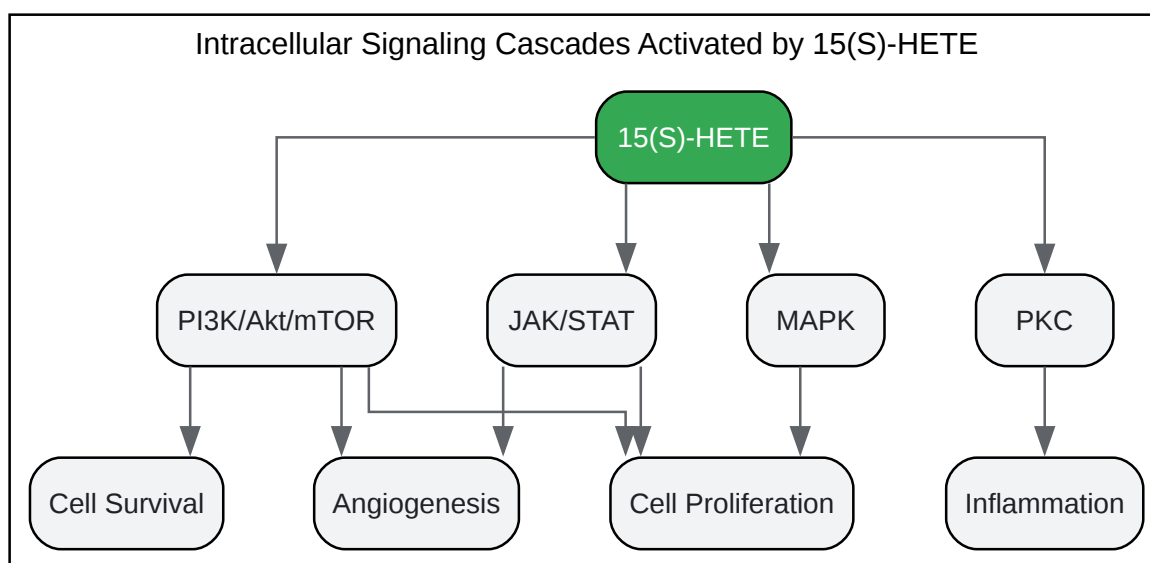 Intracellular Signaling Cascades Activated by 15(S)-HETE
15(S)-HETE
PI3K/Akt/mTOR
JAK/STAT
MAPK
PKC
Cell Survival
Angiogenesis
Cell Proliferation
Inflammation